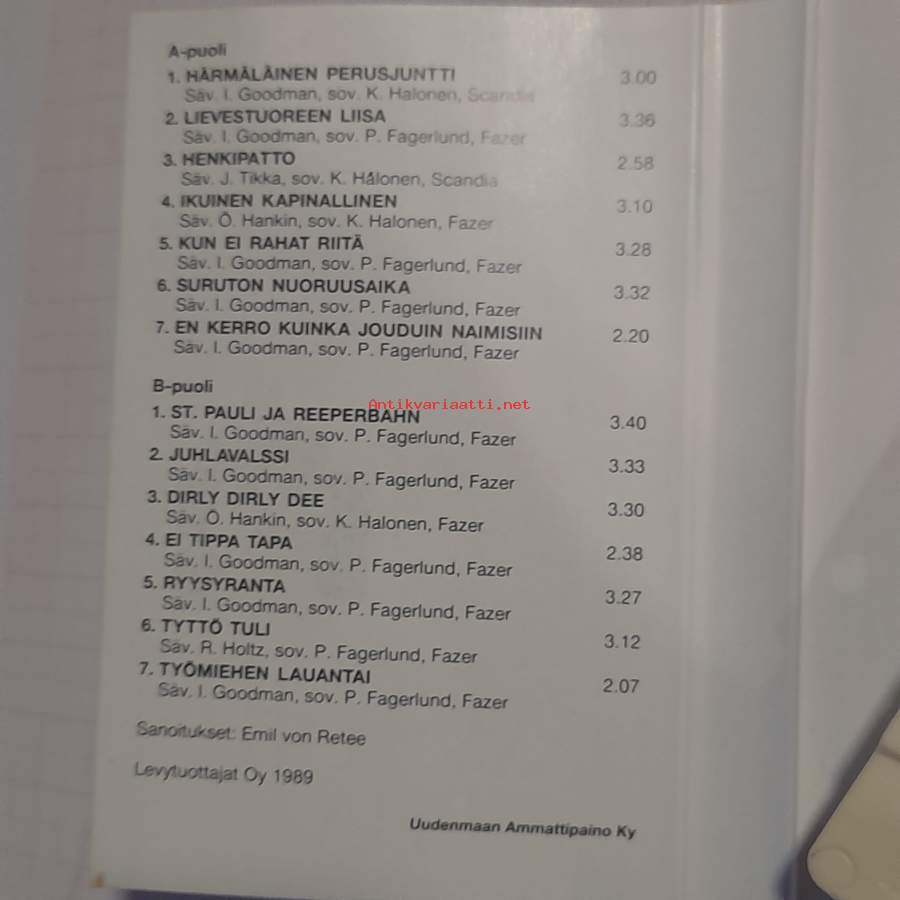 A-puoli
1. HÄRMÄLÄINEN PERUSJUNTTI 3.00
Säv. I. Goodman, sov. K. Halonen, Scandia
2. LIEVESTUOREEN LIISA 3.36
Säv. I. Goodman, sov. P. Fagerlund, Fazer
3. HENKIPATTO 2.58
Säv. J. Tikka, sov. K. Hålonen, Scandia
4. IKUINEN KAPINALLINEN 3.10
Säv. Ö. Hankin, sov. K. Halonen, Fazer
5. KUN EI RAHAT RIITÄ 3.28
Säv. I. Goodman, sov. P. Fagerlund, Fazer
6. SURUTON NUORUUSAIKA 3.32
Säv. I. Goodman, sov. P. Fagerlund, Fazer
7. EN KERRO KUINKA JOUDUIN NAIMISIIN 2.20
Säv. I. Goodman, sov. P. Fagerlund, Fazer
B-puoli
Antikvariaatti.net
1. ST. PAULI JA REEPERBAHN 3.40
Säv. I. Goodman, sov. P. Fagerlund, Fazer
2. JUHLAVALSSI 3.33
Säv. I. Goodman, sov. P. Fagerlund, Fazer
3. DIRLY DIRLY DEE 3.30
Säv. Ö. Hankin, sov. K. Halonen, Fazer
4. EI TIPPA TAPA 2.38
Säv. I. Goodman, sov. P. Fagerlund, Fazer
5. RYYSYRANTA 3.27
Säv. I. Goodman, sov. P. Fagerlund, Fazer
6. TYTTÖ TULI 3.12
Säv. R. Holtz, sov. P. Fagerlund, Fazer
7. TYÖMIEHEN LAUANTAI 2.07
Säv. I. Goodman, sov. P. Fagerlund, Fazer
Sanoitukset: Emil von Retee
Levytuottajat Oy 1989
Uudenmaan Ammattipaino Ky